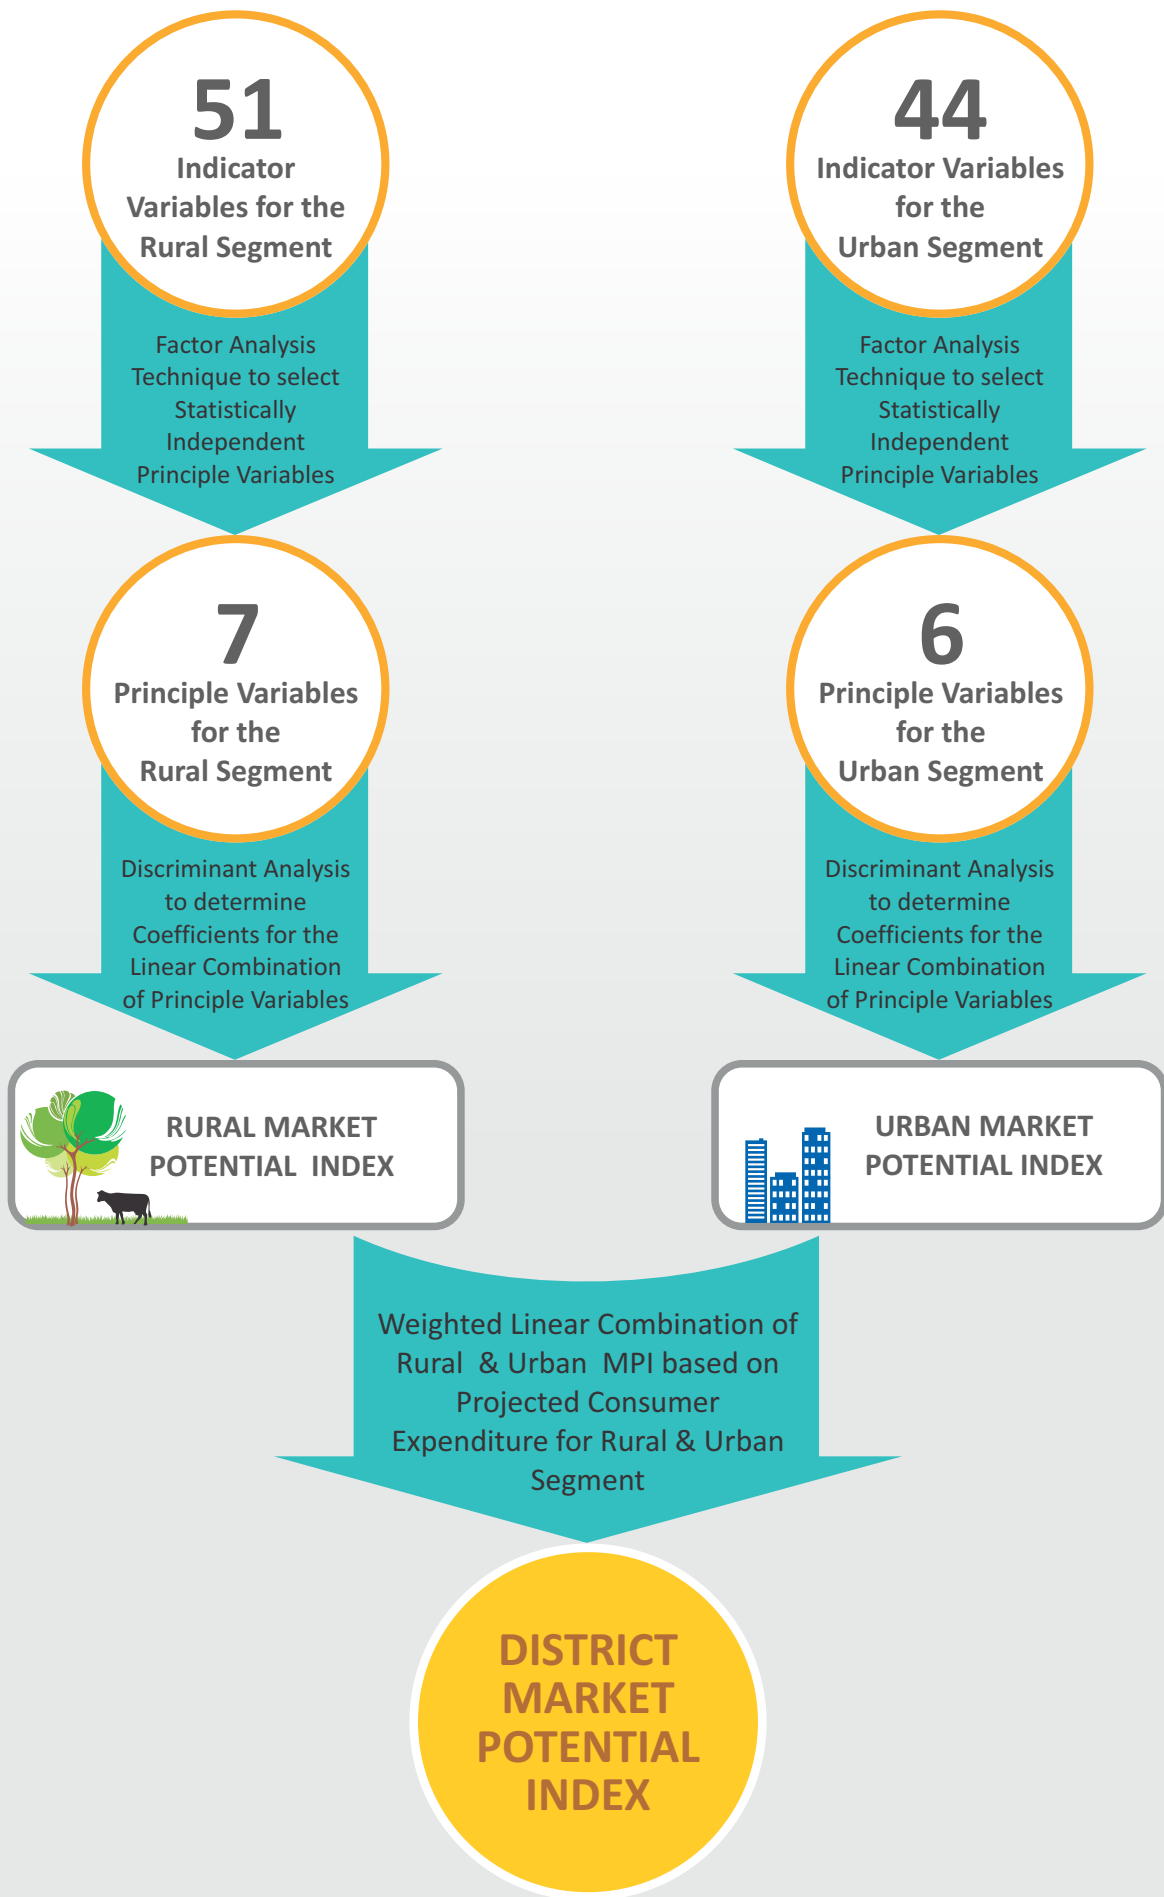 51
Indicator
Variables for the
Rural Segment
Factor Analysis
Technique to select
Statistically
Independent
Principle Variables
7
Principle Variables
for the
Rural Segment
Discriminant Analysis
to determine
Coefficients for the
Linear Combination
of Principle Variables
RURAL MARKET
POTENTIAL INDEX
44
Indicator Variables
for the
Urban Segment
Factor Analysis
Technique to select
Statistically
Independent
Principle Variables
6
Principle Variables
for the
Urban Segment
Discriminant Analysis
to determine
Coefficients for the
Linear Combination
of Principle Variables
URBAN MARKET
POTENTIAL INDEX
Weighted Linear Combination of
Rural & Urban MPI based on
Projected Consumer
Expenditure for Rural & Urban
Segment
DISTRICT
MARKET
POTENTIAL
INDEX